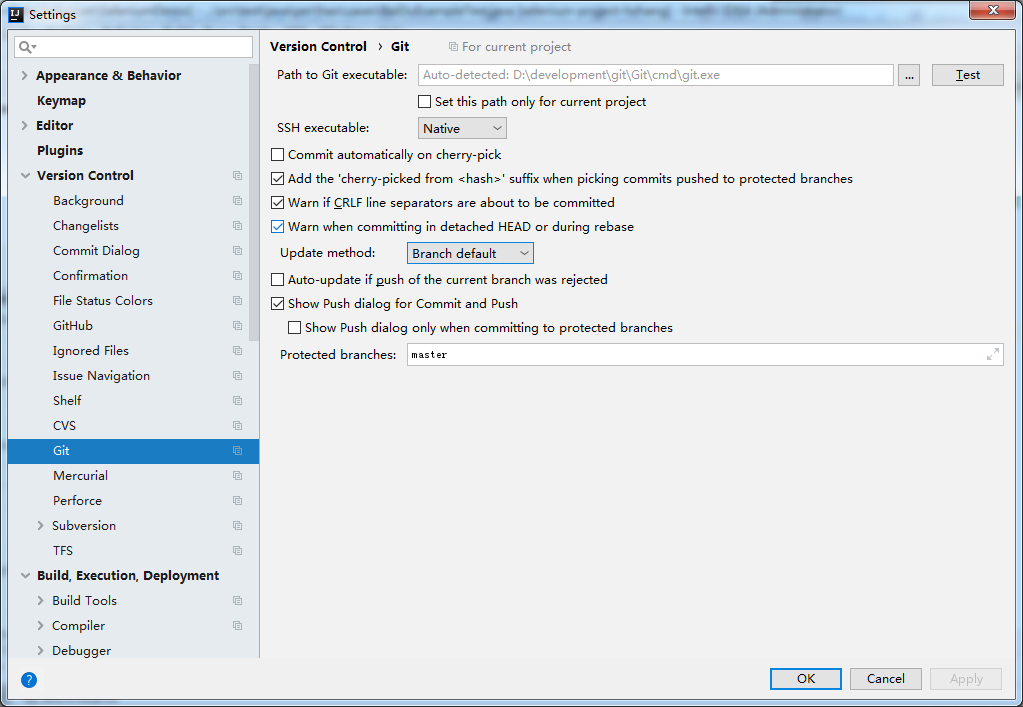 Settings
Version Control › Git For current project
Appearance & Behavior
Keymap
Editor
Plugins
Version Control
Background
Changelists
Commit Dialog
Confirmation
File Status Colors
GitHub
Ignored Files
Issue Navigation
Shelf
CVS
Git
Mercurial
Perforce
Subversion
TFS
Build, Execution, Deployment
Build Tools
Compiler
Debugger
Path to Git executable: Auto-detected: D:\development\git\Git\cmd\git.exe ... Test
Set this path only for current project
SSH executable: Native
Commit automatically on cherry-pick
Add the 'cherry-picked from <hash>' suffix when picking commits pushed to protected branches
Warn if CRLF line separators are about to be committed
Warn when committing in detached HEAD or during rebase
Update method: Branch default
Auto-update if push of the current branch was rejected
Show Push dialog for Commit and Push
Show Push dialog only when committing to protected branches
Protected branches: master
? OK Cancel Apply